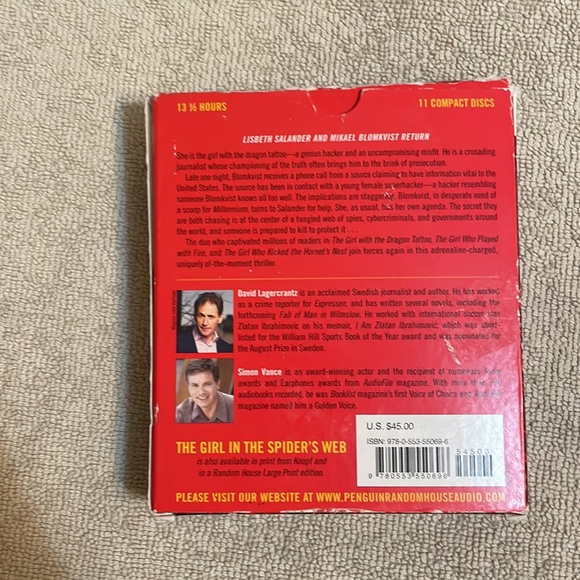 13 ½ HOURS
11 COMPACT DISCS
LISBETH SALANDER AND MIKAEL BLOMKVIST RETURN
She is the girl with the dragon tattoo—a genius hacker and an uncompromising misfit. He is a crusading
journalist whose championing of the truth often brings him to the brink of prosecution.
Late one night, Blomkvist receives a phone call from a source claiming to have information vital to the
United States. The source has been in contact with a young female superhacker—a hacker resembling
someone Blomkvist knows all too well. The implications are staggering. Blomkvist, in desperate need of
a scoop for Millennium, turns to Salander for help. She, as usual, has her own agenda. The secret they
are both chasing is at the center of a tangled web of spies, cybercriminals, and governments around
the world, and someone is prepared to kill to protect it . . .
The duo who captivated millions of readers in The Girl with the Dragon Tattoo, The Girl Who Played
with Fire, and The Girl Who Kicked the Hornet's Nest join forces again in this adrenaline-charged,
uniquely of-the-moment thriller.
David Lagercrantz is an acclaimed Swedish journalist and author. He has worked
as a crime reporter for Expressen, and has written several novels, including the
forthcoming Fall of Man in Wilmslow. He worked with international soccer star
Zlatan Ibrahimovic on his memoir, I Am Zlatan Ibrahimovic which was short-
listed for the William Hill Sports Book of the Year award and was nominated for
the August Prize in Sweden.
Simon Vance is an award-winning actor and the recipient of numerous Audie
awards and Earphones awards from AudioFile magazine. With more than
audiobooks recorded, he was Booklist magazine's first Voice of Choice and AudioFile
magazine named him a Golden Voice.
THE GIRL IN THE SPIDER'S WEB
is also available in print from Knopf and
in a Random House Large Print edition.
U.S. $45.00
ISBN: 978-0-553-55069-6
54500
9 780553 550696
PLEASE VISIT OUR WEBSITE AT WWW.PENGUINRANDOMHOUSEAUDIO.COM